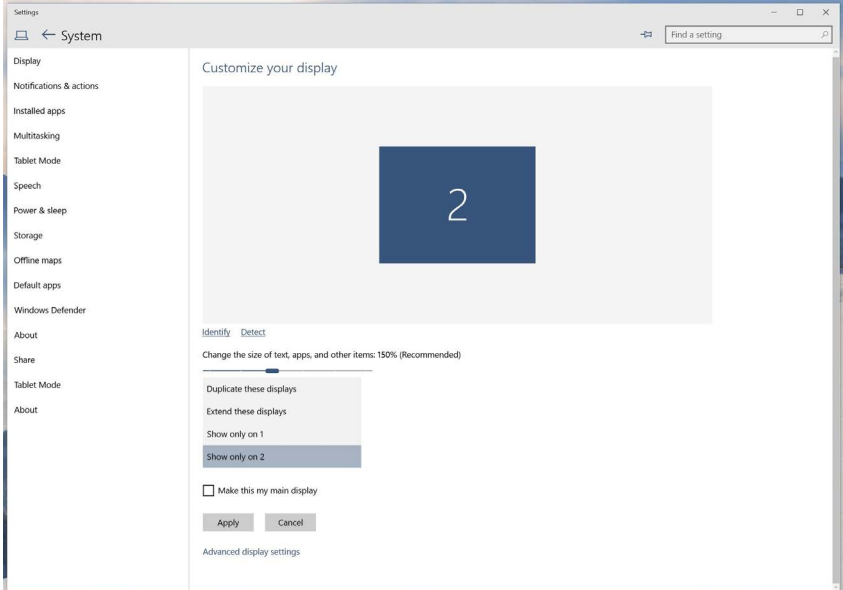 Settings
System
Find a setting
Display
Notifications & actions
Installed apps
Multitasking
Tablet Mode
Speech
Power & sleep
Storage
Offline maps
Default apps
Windows Defender
About
Share
Tablet Mode
About
Customize your display
2
Identify Detect
Change the size of text, apps, and other items: 150% (Recommended)
Duplicate these displays
Extend these displays
Show only on 1
Show only on 2
Make this my main display
Apply Cancel
Advanced display settings